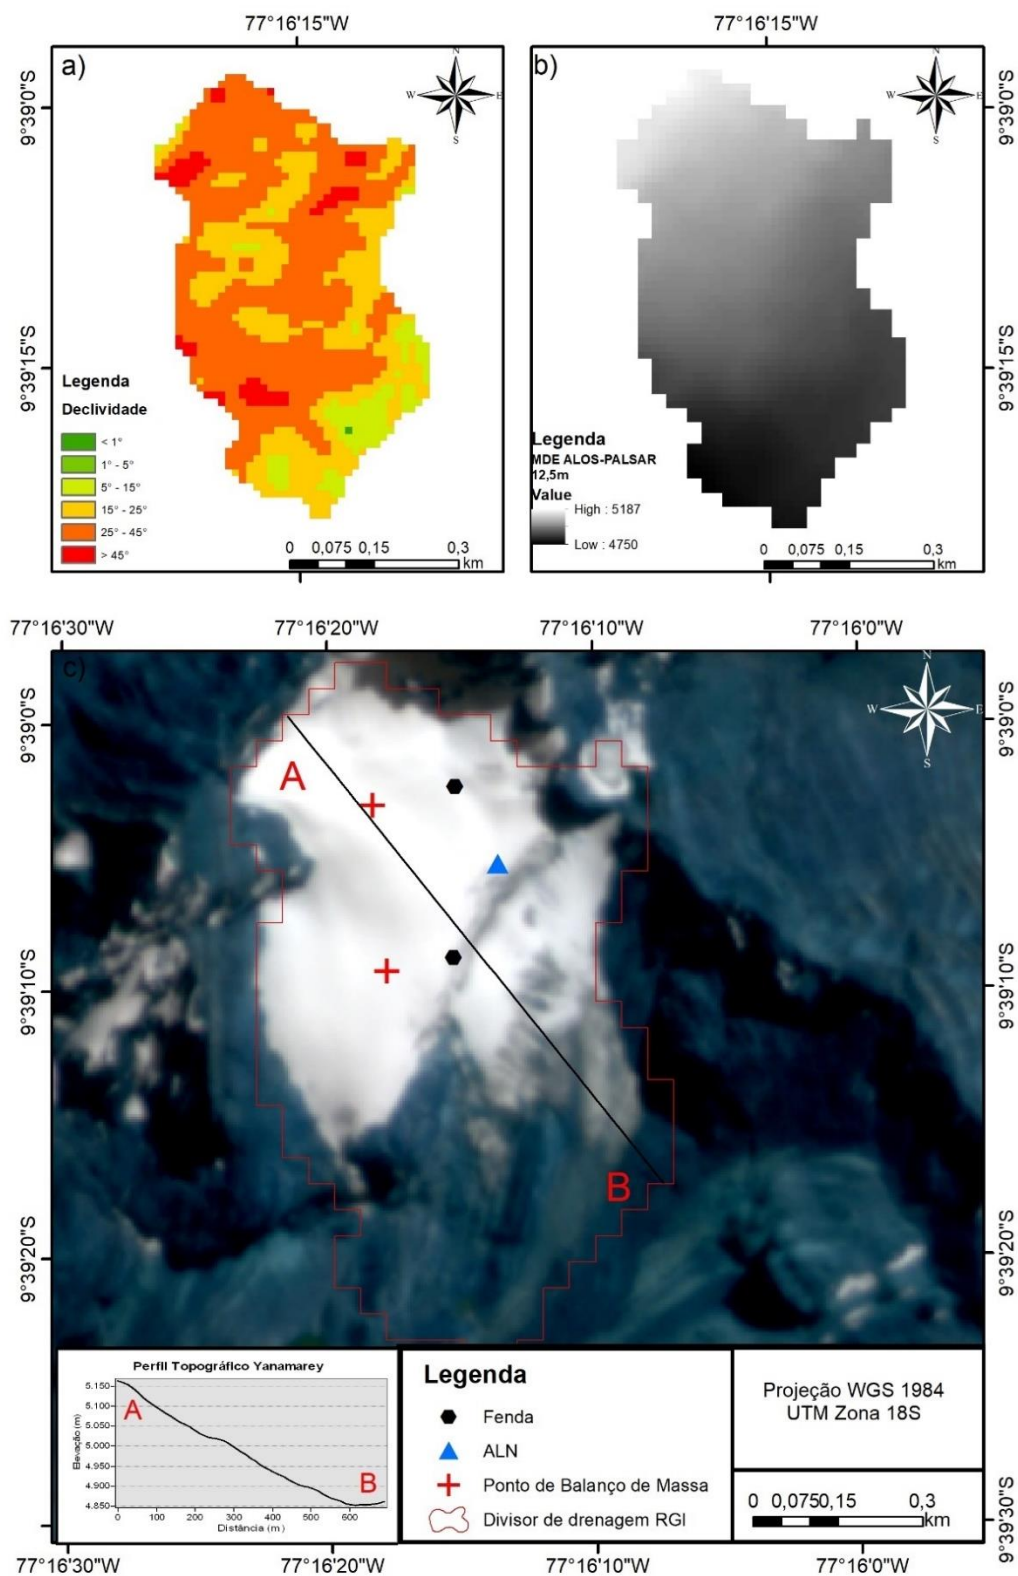 77°16'15"W
77°16'15"W
a)
N
W
E
S
b)
N
W
E
S
9°39'0"S
9°39'0"S
9°39'15"S
9°39'15"S
Legenda
Declividade
< 1°
1° - 5°
5° - 15°
15° - 25°
25° - 45°
> 45°
0 0,075 0,15 0,3
km
Legenda
MDE ALOS-PALSAR
12,5m
Value
High : 5187
Low : 4750
0 0,075 0,15 0,3
km
77°16'30"W 77°16'20"W 77°16'10"W 77°16'0"W
c)
N
W
E
S
9°39'0"S
9°39'0"S
A
9°39'10"S
9°39'10"S
B
9°39'20"S
9°39'20"S
Perfil Topográfico Yanamarey
Elevação (m)
5.150
5.100
5.050
5.000
4.950
4.900
4.850
A
B
0 100 200 300 400 500 600
Distância (m)
Legenda
Fenda
ALN
Ponto de Balanço de Massa
Divisor de drenagem RGI
Projeção WGS 1984
UTM Zona 18S
0 0,0750,15 0,3
km
9°39'30"S
77°16'30"W 77°16'20"W 77°16'10"W 77°16'0"W